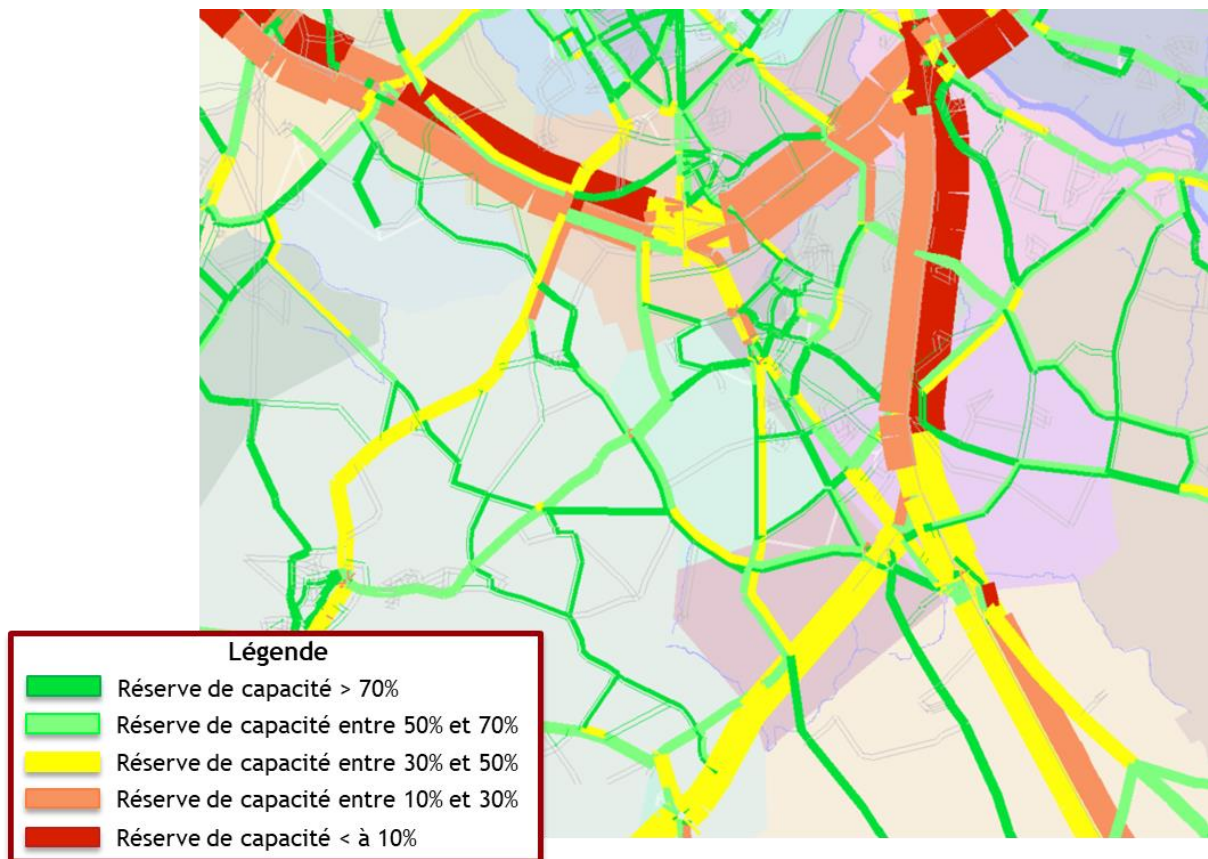 Légende
Réserve de capacité > 70%
Réserve de capacité entre 50% et 70%
Réserve de capacité entre 30% et 50%
Réserve de capacité entre 10% et 30%
Réserve de capacité < à 10%